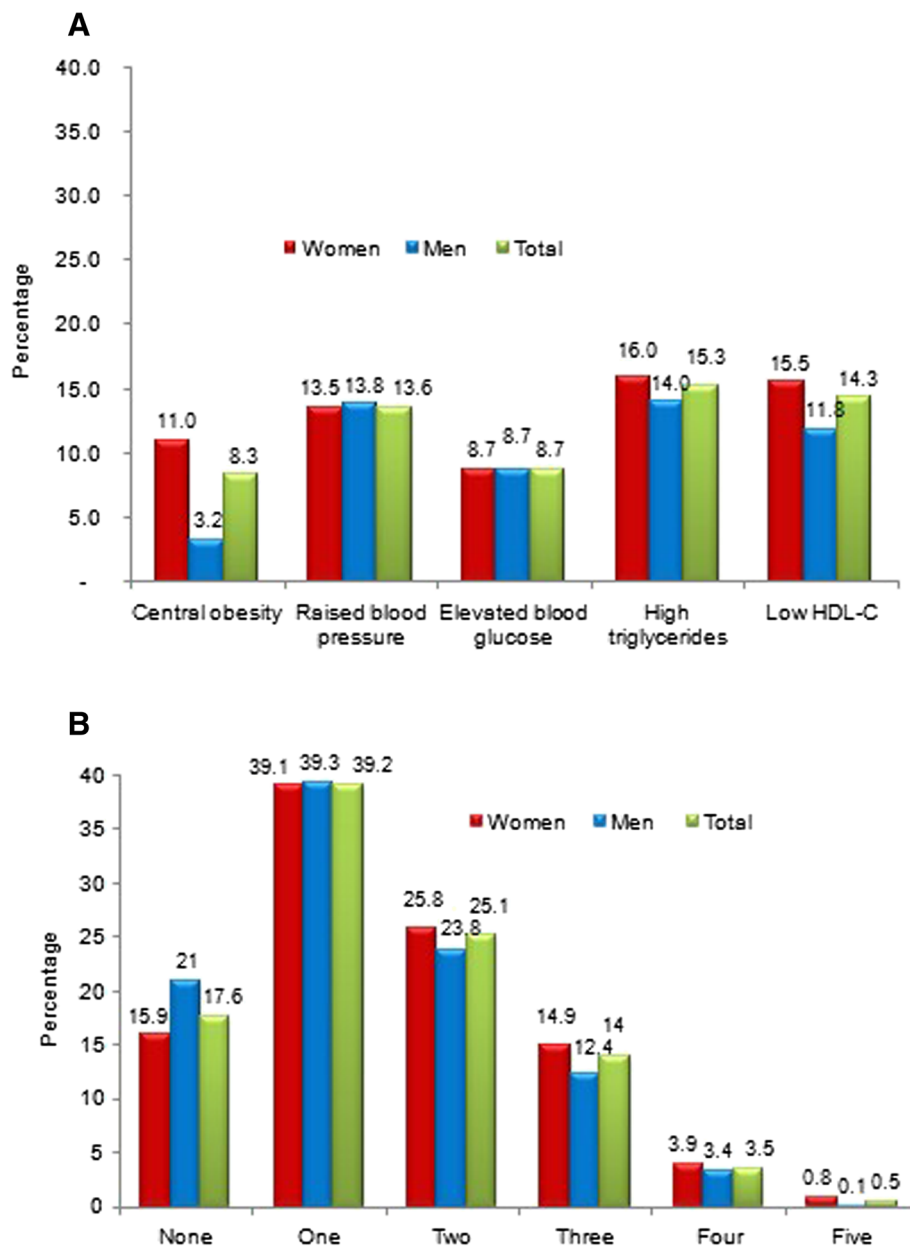 A
40.0
35.0
30.0
25.0
20.0
15.0
10.0
5.0
-
Percentage
Women Men Total
11.0 3.2 8.3
13.5 13.8 13.6
8.7 8.7 8.7
16.0 14.0 15.3
15.5 11.8 14.3
Central obesity Raised blood Elevated blood High Low HDL-C
pressure glucose triglycerides
B
40
35
30
25
20
15
10
5
0
Percentage
Women Men Total
15.9 21 17.6
39.1 39.3 39.2
25.8 23.8 25.1
14.9 12.4 14
3.9 3.4 3.5
0.8 0.1 0.5
None One Two Three Four Five